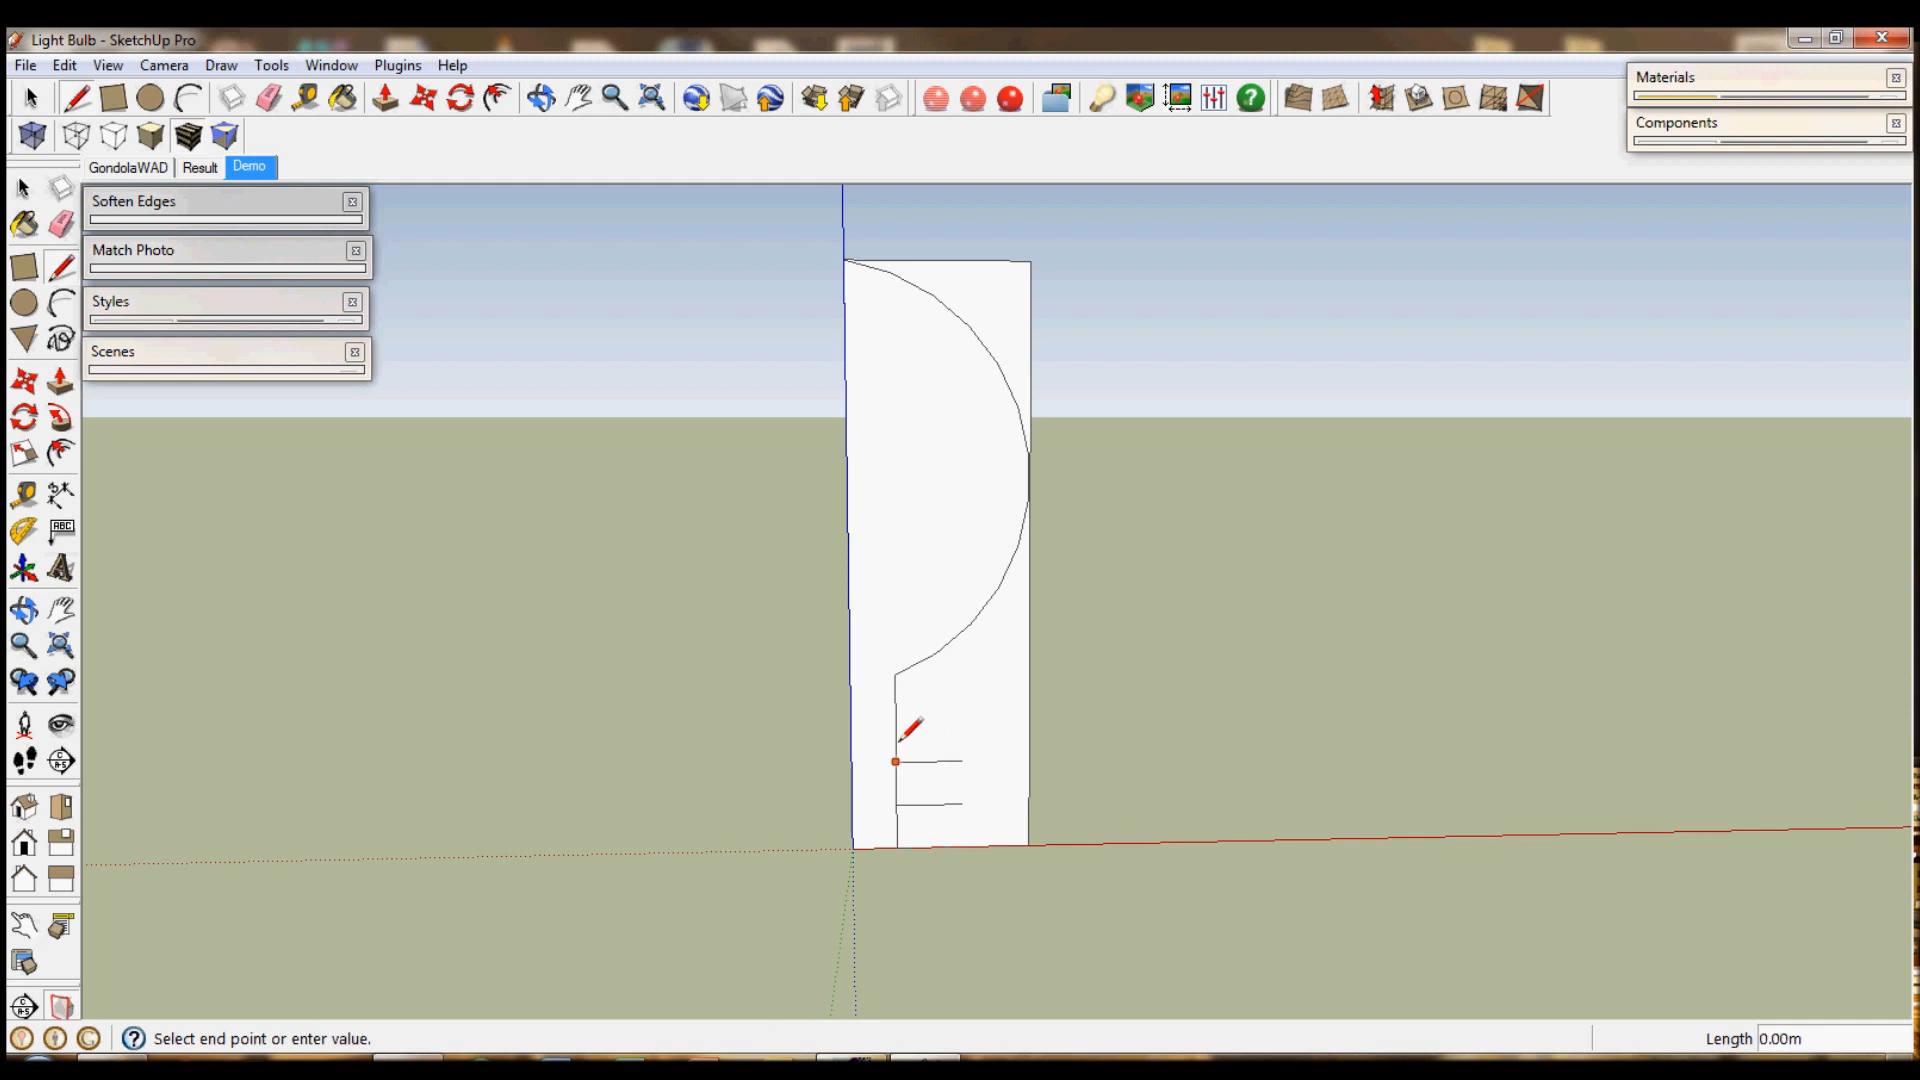 Light Bulb - SketchUp Pro
File Edit View Camera Draw Tools Window Plugins Help
Materials
Components
GondolaWAD Result Demo
Soften Edges
Match Photo
Styles
Scenes
ABC
Select end point or enter value.
Length 0.00m